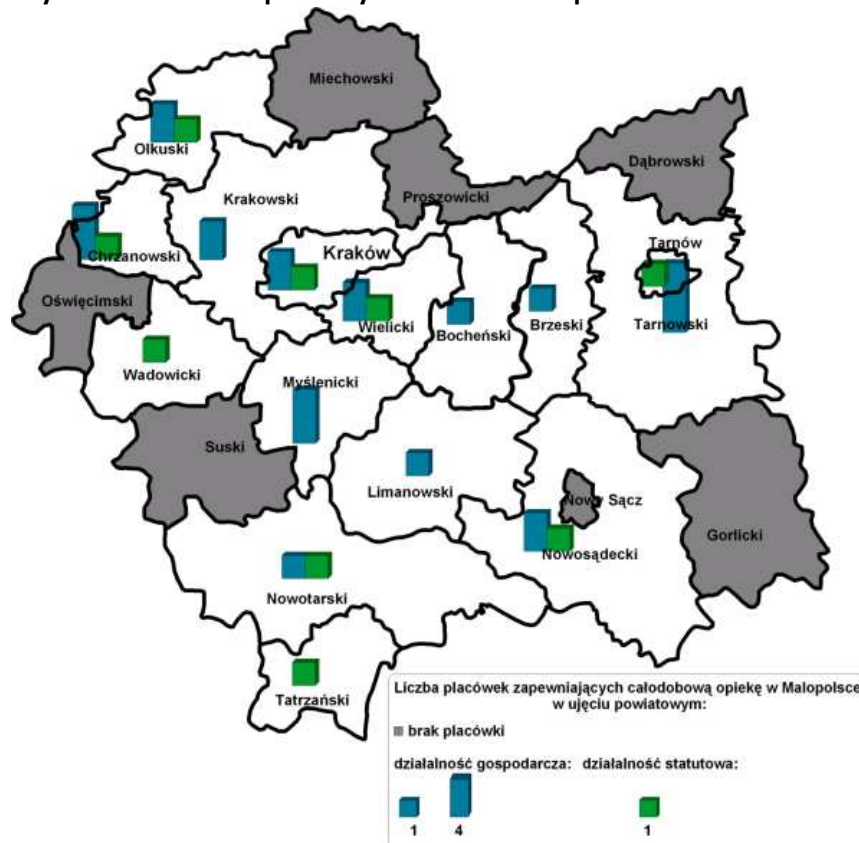 Miechowski
Olkuski
Dąbrowski
Krakowski
Proszowicki
Chrzanowski
Kraków
Tarnów
Oświęcimski
Wielicki
Bocheński
Brzeski
Tarnowski
Wadowicki
Myślenicki
Suski
Limanowski
Nowy Sącz
Nowosądecki
Gorlicki
Nowotarski
Tatrzański
Liczba placówek zapewniających całodobową opiekę w Malopolsce
w ujęciu powiatowym:
brak placówki
działalność gospodarcza: działalność statutowa:
1 4 1